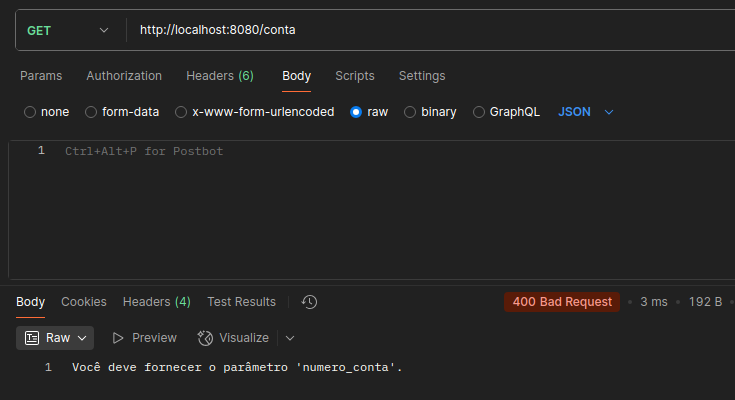 GET http://localhost:8080/conta
Params Authorization Headers (6) Body Scripts Settings
none form-data x-www-form-urlencoded raw binary GraphQL JSON
1 Ctrl+Alt+P for Postbot
Body Cookies Headers (4) Test Results 400 Bad Request • 3 ms • 192 B •
Raw Preview Visualize
1 Você deve fornecer o parâmetro 'numero_conta'.